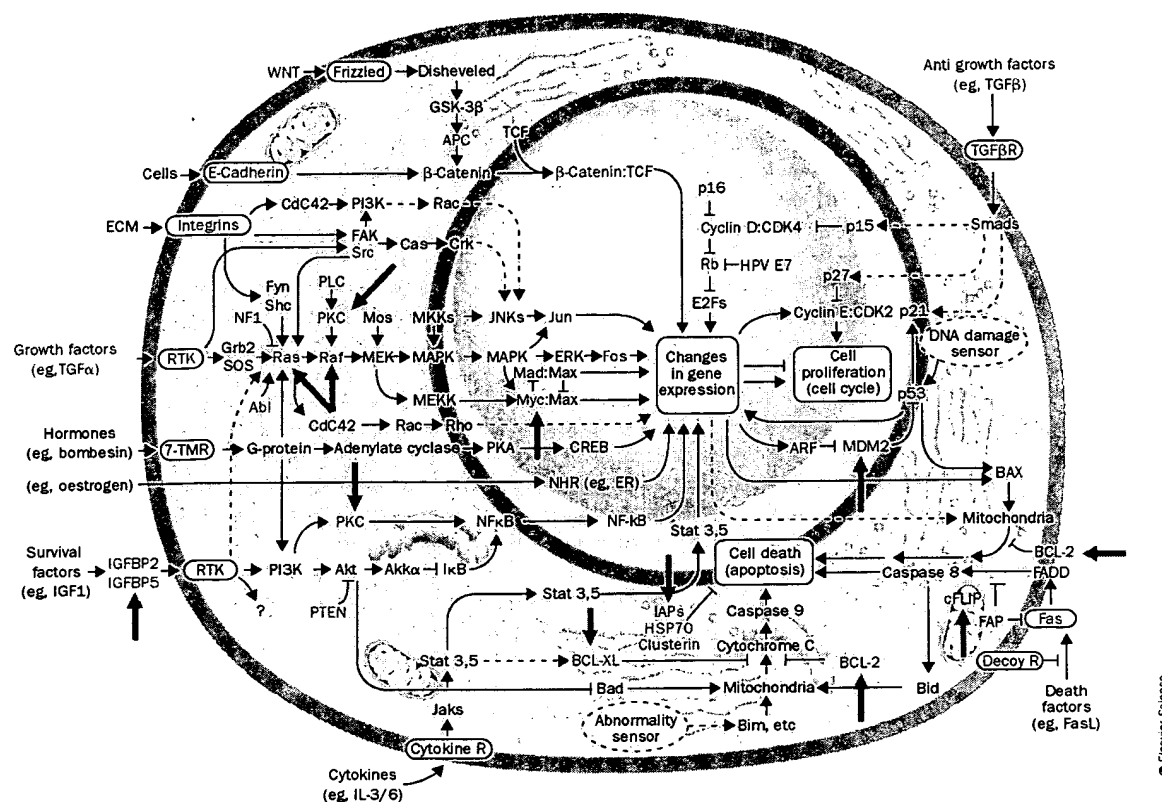 WNT Frizzled Disheveled
Anti growth factors
(eg, TGFβ)
GSK-3β
APC
TCF
TGFβR
Cells E-Cadherin β-Catenin β-Catenin:TCF
p16
CdC42 PI3K Rac
ECM Integrins
Cyclin D:CDK4 p15 Smads
FAK
Src Cas Crk
Rb HPV E7
p27
Fyn
Shc
PLC
E2Fs
NF1
PKC Mos MKKs JNKs Jun
Cyclin E:CDK2 p21
Growth factors
(eg, TGFα)
RTK
Grb2
SOS
Ras Raf MEK MAPK MAPK ERK Fos
Changes
in gene
expression
Cell
proliferation
(cell cycle)
DNA damage
sensor
Mad:Max
Abl
MEKK Myc:Max
p53
CdC42 Rac Rho
Hormones
(eg, bombesin)
7-TMR G-protein Adenylate cyclase PKA CREB
ARF MDM2
(eg, oestrogen)
NHR (eg, ER)
BAX
PKC NFκB NF-kB
Stat 3,5
Mitochondria
Survival
factors
(eg, IGF1)
IGFBP2
IGFBP5
RTK PI3K Akt Akkα IκB
Cell death
(apoptosis)
BCL-2
Caspase 8 FADD
?
PTEN
Stat 3,5
IAPs
HSP70
Clusterin
Caspase 9
cFLIP
FAP Fas
Stat 3,5 BCL-XL Cytochrome C BCL-2
Decoy R
Bad Mitochondria Bid
Death
factors
(eg, FasL)
Jaks
Abnormality
sensor
Bim, etc
Cytokine R
Cytokines
(eg, IL-3/6)
© Elsevier Science